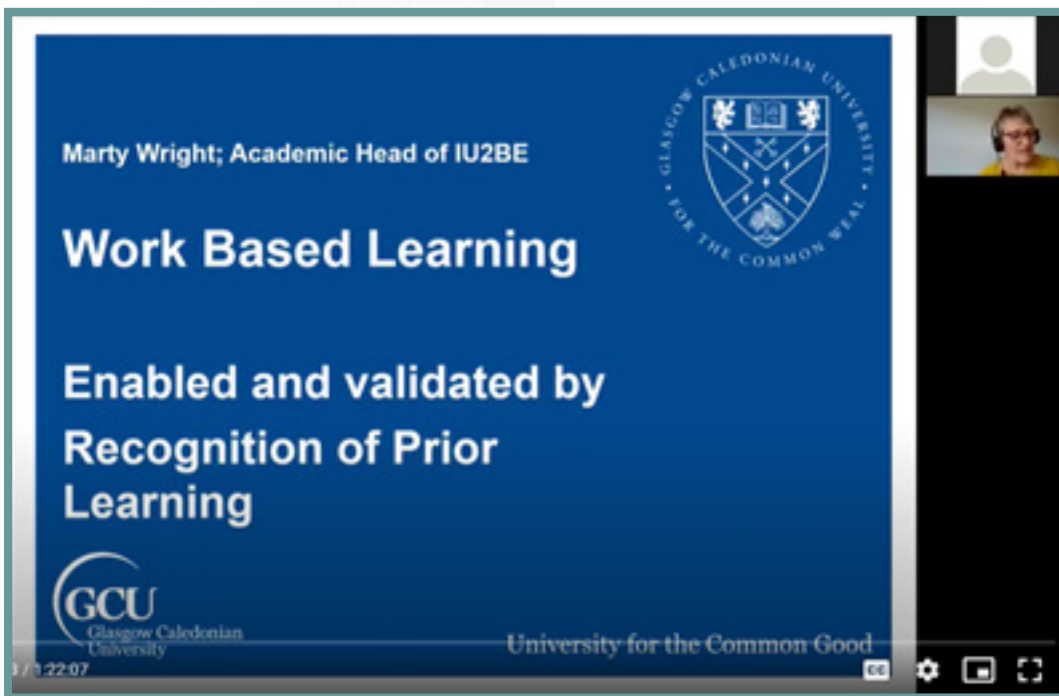 Marty Wright; Academic Head of IU2BE
GLASGOW CALEDONIAN UNIVERSITY • FOR THE COMMON WEAL •
Work Based Learning
Enabled and validated by
Recognition of Prior
Learning
GCU
Glasgow Caledonian
University
University for the Common Good
/ 1:22:07
CC